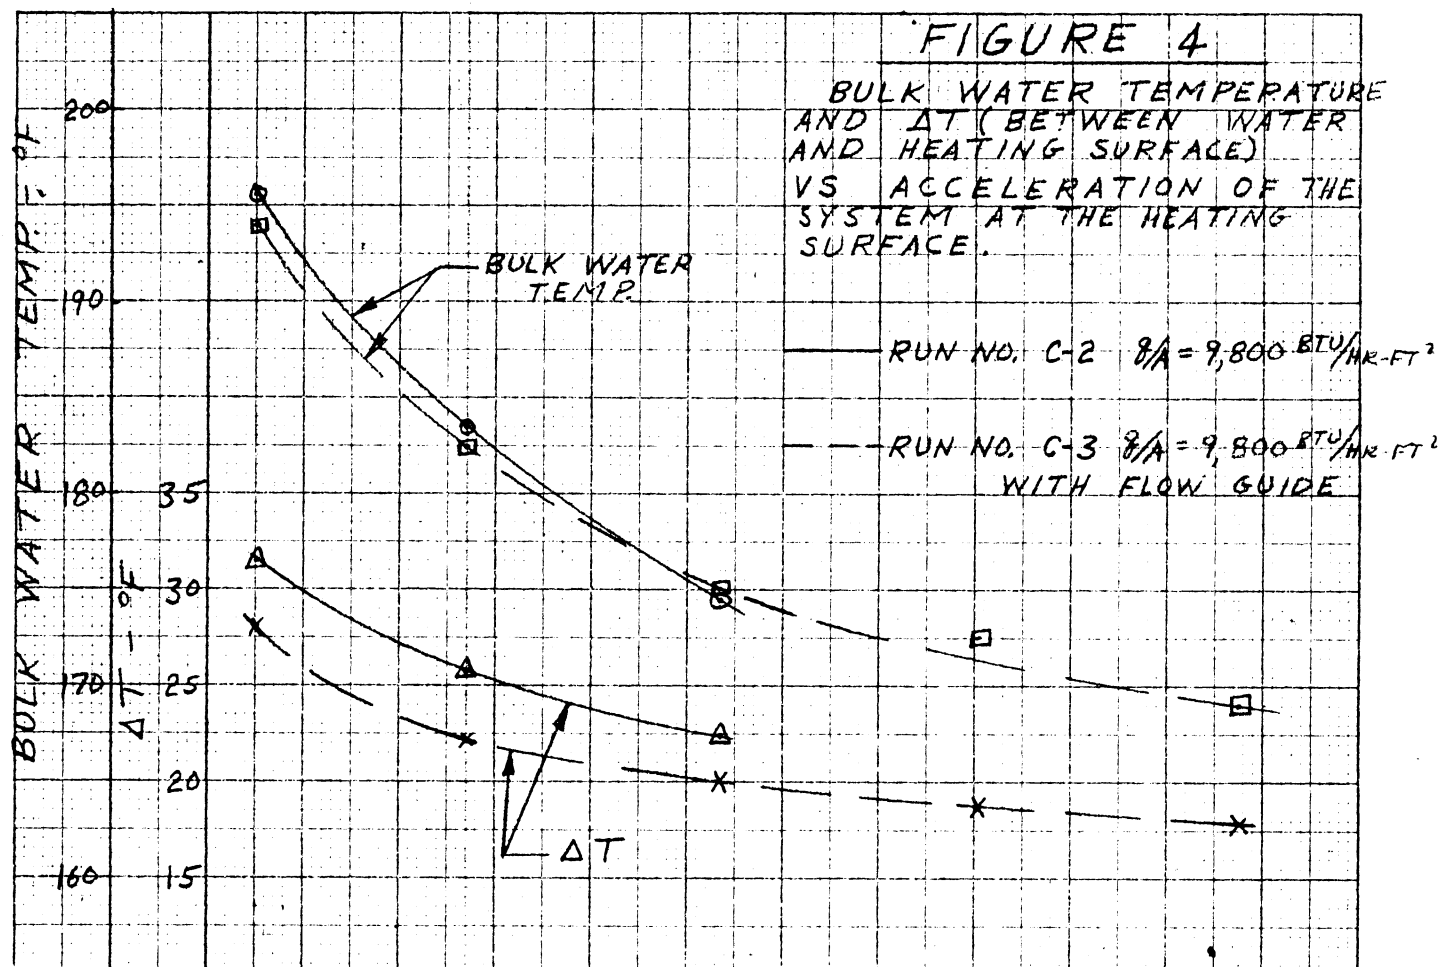 FIGURE 4
BULK WATER TEMPERATURE
AND ΔT (BETWEEN WATER
AND HEATING SURFACE)
VS ACCELERATION OF THE
SYSTEM AT THE HEATING
SURFACE.
BULK WATER
TEMP.
RUN NO. C-2 q/A = 9,800 BTU/HR-FT²
RUN NO. C-3 q/A = 9,800 BTU/HR-FT²
WITH FLOW GUIDE
ΔT
BULK WATER TEMP. - °F
200
190
180
170
160
ΔT - °F
35
30
25
20
15